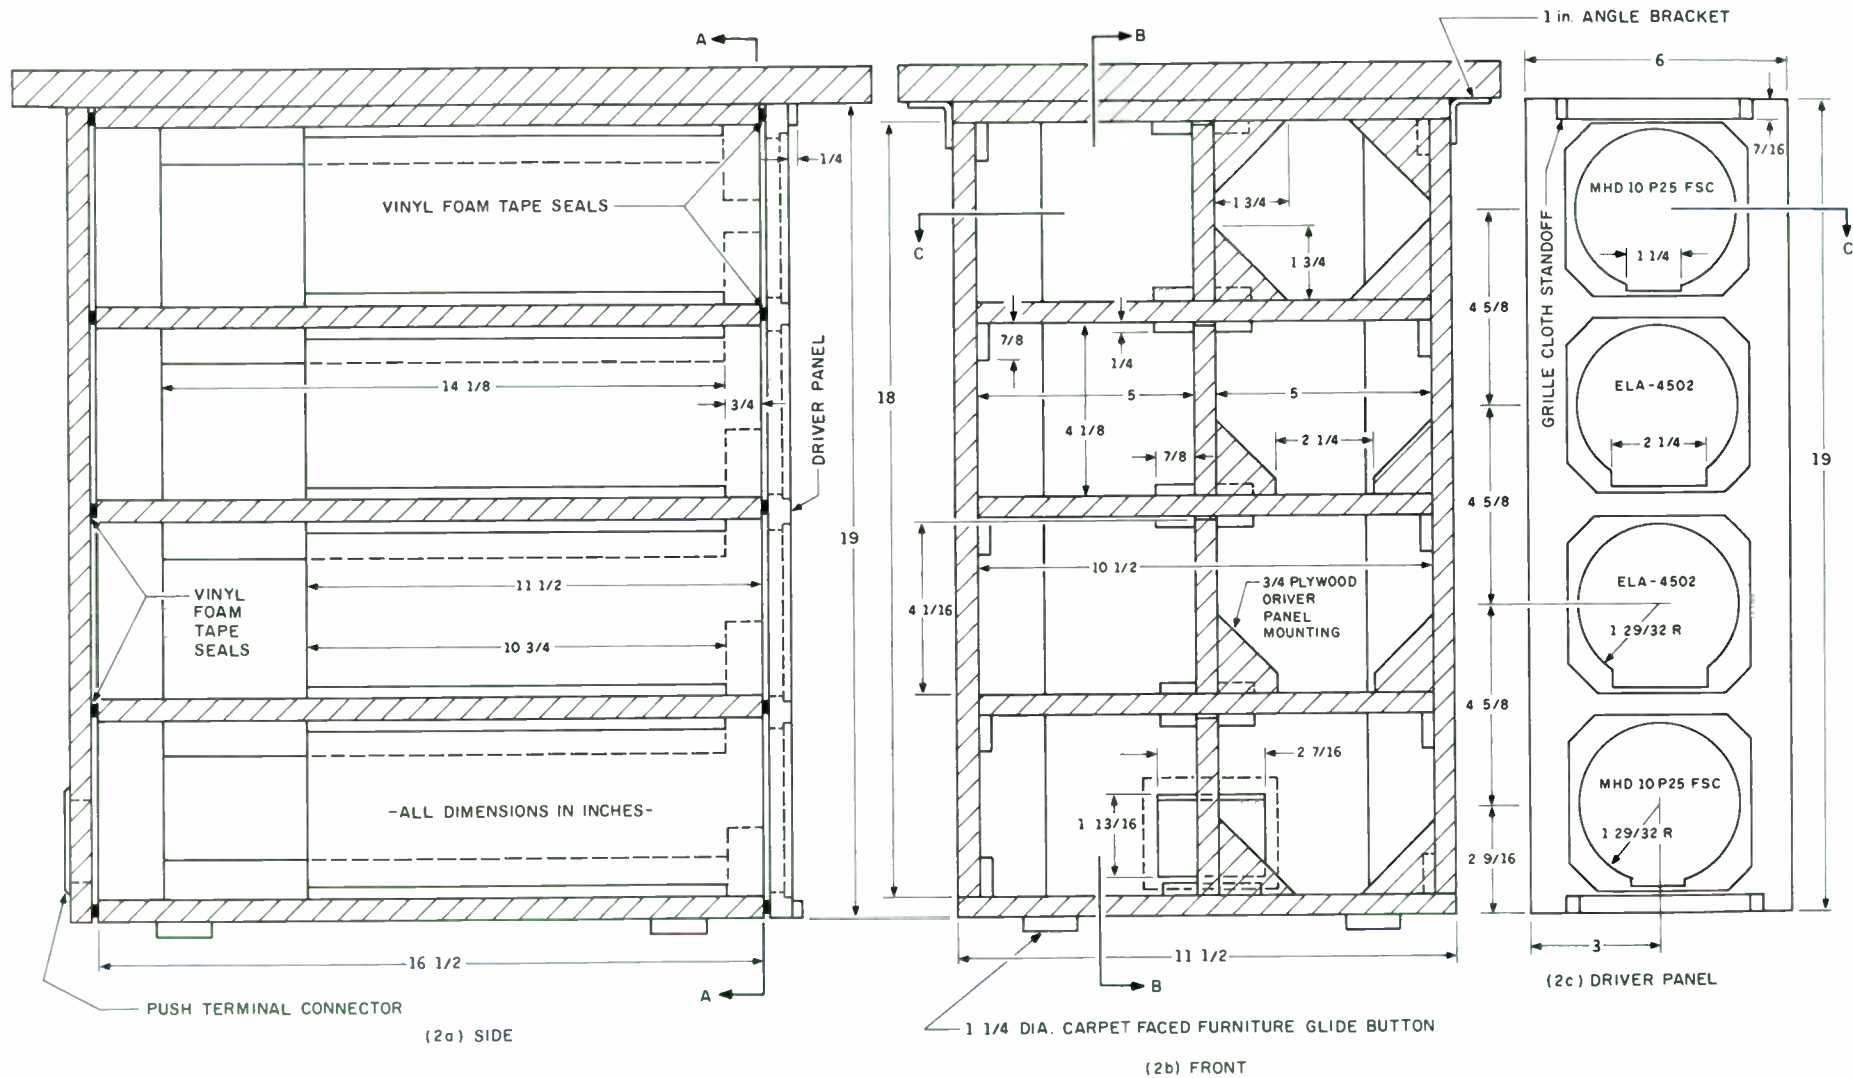 A
1/4
VINYL FOAM TAPE SEALS
14 1/8
3/4
DRIVER PANEL
19
VINYL
FOAM
TAPE
SEALS
11 1/2
10 3/4
-ALL DIMENSIONS IN INCHES-
16 1/2
A
PUSH TERMINAL CONNECTOR
(2a) SIDE
B
1 in. ANGLE BRACKET
C
1 3/4
1 3/4
7/8
1/4
18
5
5
4 1/8
2 1/4
7/8
10 1/2
4 1/16
3/4 PLYWOOD
DRIVER
PANEL
MOUNTING
2 7/16
1 13/16
11 1/2
B
1 1/4 DIA. CARPET FACED FURNITURE GLIDE BUTTON
(2b) FRONT
6
7/16
MHD 10 P25 FSC
GRILLE CLOTH STANDOFF
C
1 1/4
4 5/8
ELA-4502
2 1/4
19
4 5/8
ELA-4502
1 29/32 R
4 5/8
MHD 10 P25 FSC
1 29/32 R
2 9/16
3
(2c) DRIVER PANEL